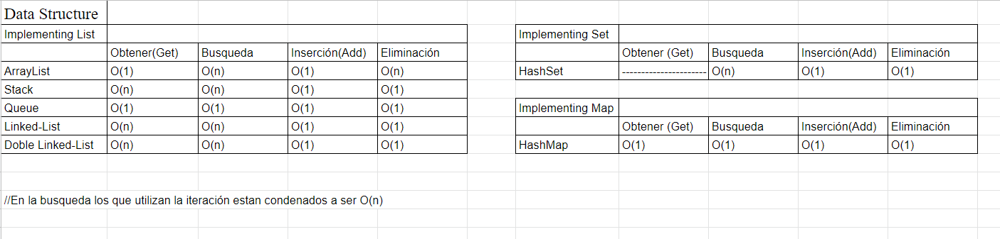 Data Structure
Implementing List
Obtener(Get) Busqueda Inserción(Add) Eliminación
ArrayList O(1) O(n) O(1) O(n)
Stack O(n) O(n) O(1) O(1)
Queue O(1) O(1) O(1) O(1)
Linked-List O(n) O(n) O(1) O(1)
Doble Linked-List O(n) O(n) O(1) O(1)
Implementing Set
Obtener (Get) Busqueda Inserción(Add) Eliminación
HashSet ---------------------- O(n) O(1) O(1)
Implementing Map
Obtener (Get) Busqueda Inserción(Add) Eliminación
HashMap O(1) O(1) O(1) O(1)
//En la busqueda los que utilizan la iteración estan condenados a ser O(n)